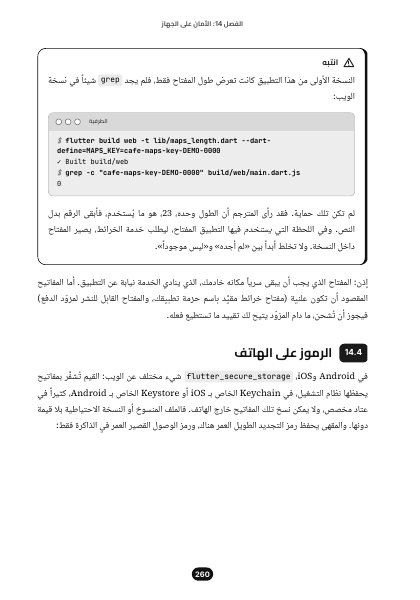 الفصل 14: الأمان على الجهاز
انتبه
النسخة الأولى من هذا التطبيق كانت تعرض طول المفتاح فقط، فلم يجد grep شيئاً في نسخة
الويب:
الطرفية
$ flutter build web -t lib/maps_length.dart --dart-
define=MAPS_KEY=cafe-maps-key-DEMO-0000
✓ Built build/web
$ grep -c "cafe-maps-key-DEMO-0000" build/web/main.dart.js
0
لم تكن تلك حماية. فقد رأى المترجم أن الطول وحده، 23، هو ما يُستخدم، فأبقى الرقم بدل
النص. وفي اللحظة التي يستخدم فيها التطبيق المفتاح، ليطلب خدمة الخرائط، يصير المفتاح
داخل النسخة. ولا تخلط أبداً بين «لم أجده» و«ليس موجوداً».
إذن: المفتاح الذي يجب أن يبقى سرياً مكانه خادمك، الذي ينادي الخدمة نيابة عن التطبيق. أما المفاتيح
المقصود أن تكون علنية (مفتاح خرائط مقيّد باسم حزمة تطبيقك، والمفتاح القابل للنشر لمزوّد الدفع)
فيجوز أن تُشحن، ما دام المزوّد يتيح لك تقييد ما تستطيع فعله.
14.4 الرموز على الهاتف
في Android وiOS، flutter_secure_storage شيء مختلف عن الويب: القيم تُشفَّر بمفاتيح
يحفظها نظام التشغيل، في Keychain الخاص بـ iOS أو Keystore الخاص بـ Android، كثيراً في
عتاد مخصص، ولا يمكن نسخ تلك المفاتيح خارج الهاتف. فالملف المنسوخ أو النسخة الاحتياطية بلا قيمة
دونها. والمقهى يحفظ رمز التجديد الطويل العمر هناك، ورمز الوصول القصير العمر في الذاكرة فقط:
260